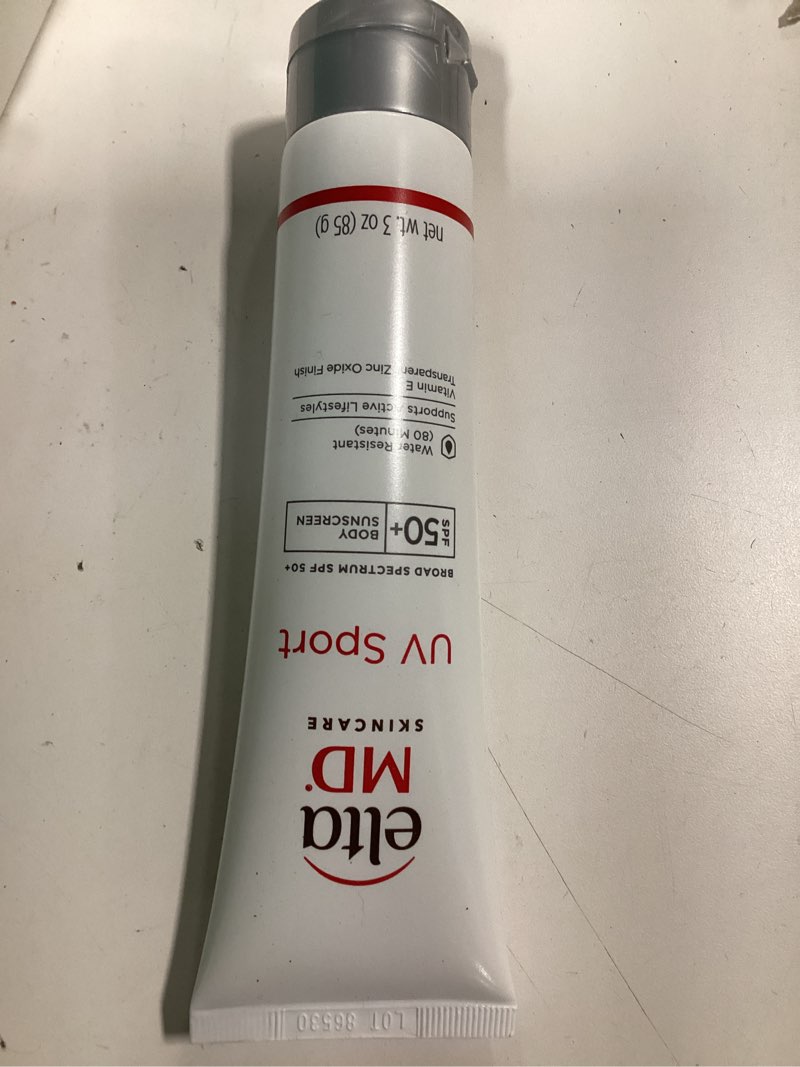 LOT 86530
elta
MD
SKINCARE
UV Sport
BROAD SPECTRUM SPF 50+
SPF
50+
BODY
SUNSCREEN
Water Resistant
(80 Minutes)
Supports Active Lifestyles
Vitamin E
Transparent Zinc Oxide Finish
net wt. 3 oz (85 g)